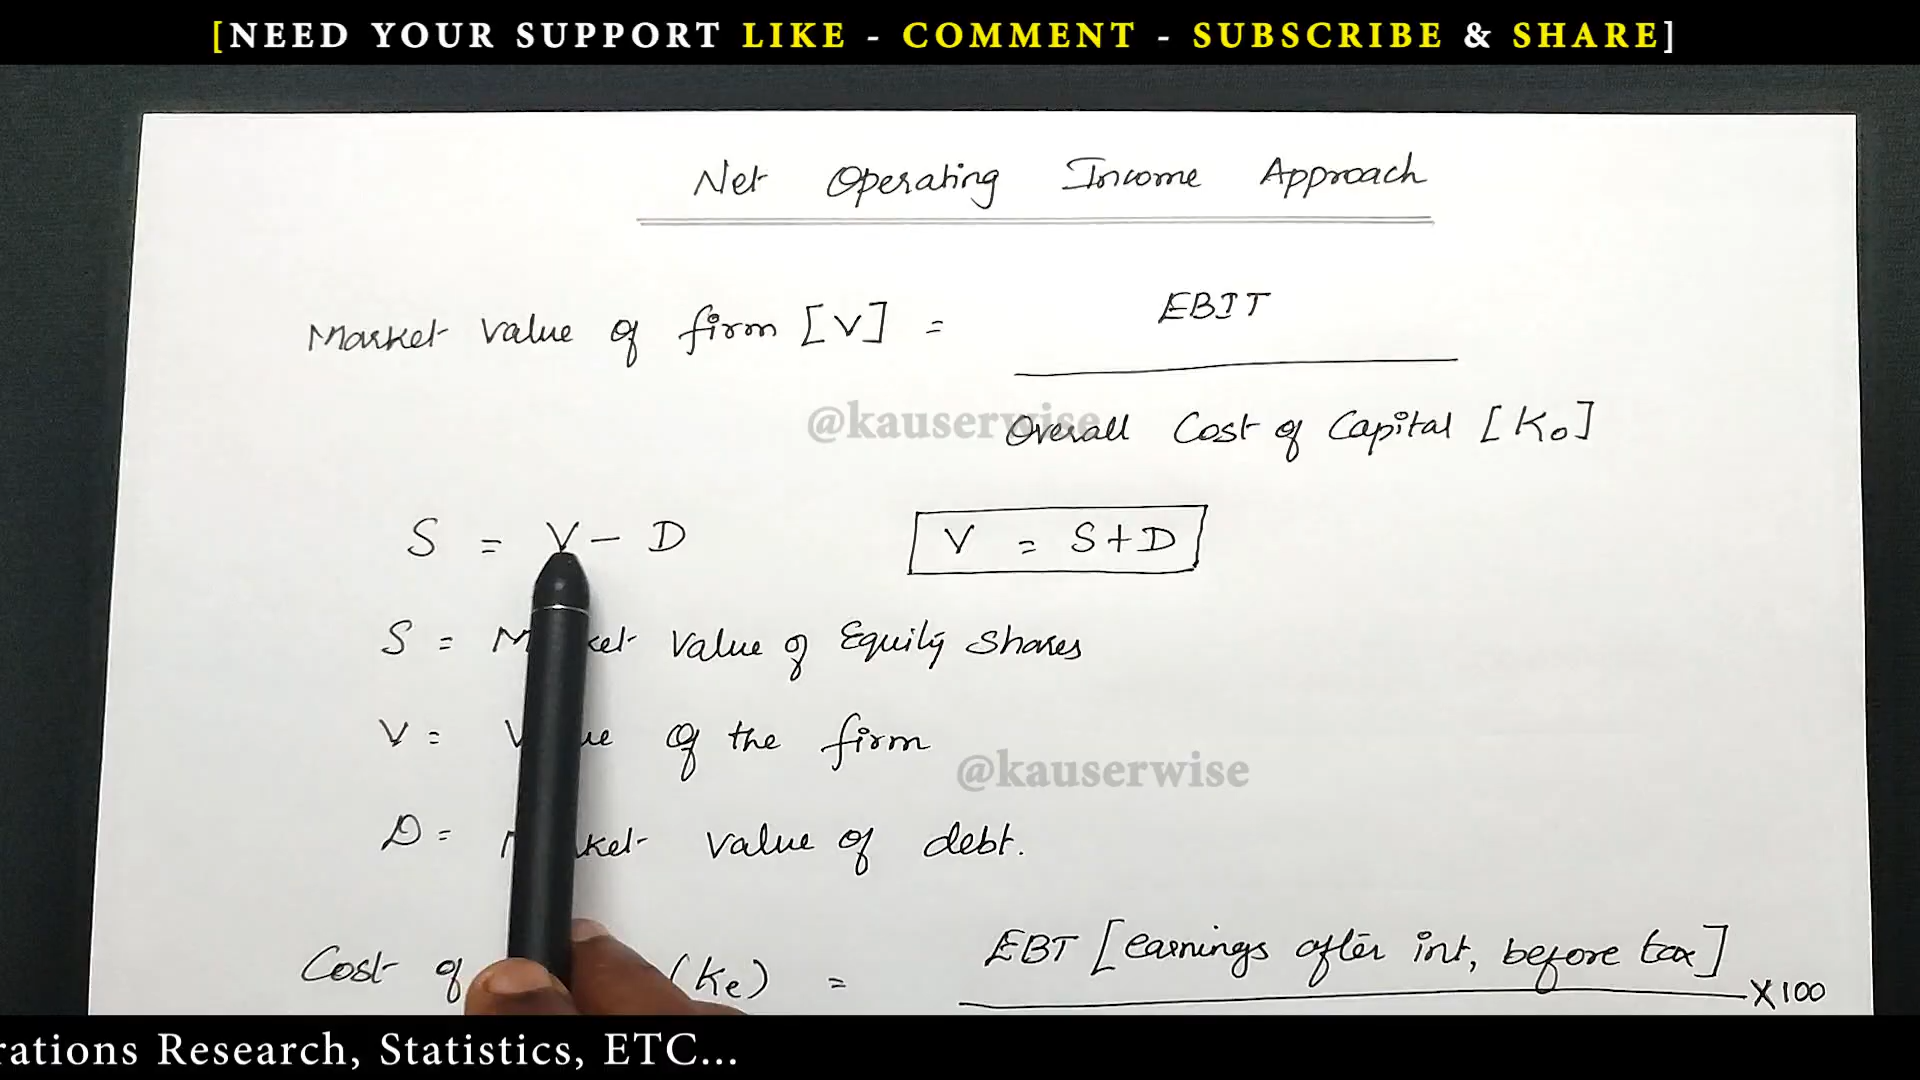 [NEED YOUR SUPPORT LIKE - COMMENT - SUBSCRIBE & SHARE]
Net Operating Income Approach
Market Value of firm [V] = EBIT
Overall Cost of Capital [Ko]
@kauserwise
S = V - D
V = S+D
S = Value of Equity Shares
V = of the firm
@kauserwise
D = Value of debt.
Cost of (Ke) = EBT [earnings after int, before tax] X100
rations Research, Statistics, ETC...